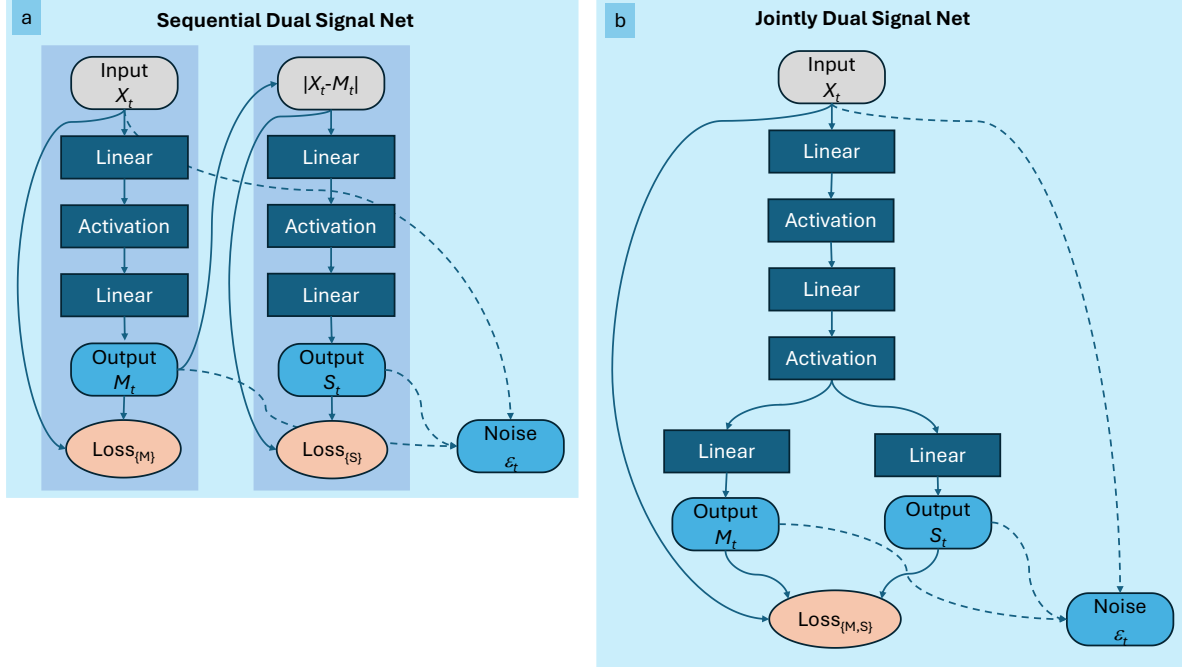 a
Sequential Dual Signal Net
Input
Xₜ
Linear
Activation
Linear
Output
Mₜ
Loss{M}
|Xₜ-Mₜ|
Linear
Activation
Linear
Output
Sₜ
Loss{S}
Noise
εₜ
b
Jointly Dual Signal Net
Input
Xₜ
Linear
Activation
Linear
Activation
Linear
Linear
Output
Mₜ
Output
Sₜ
Loss{M,S}
Noise
εₜ